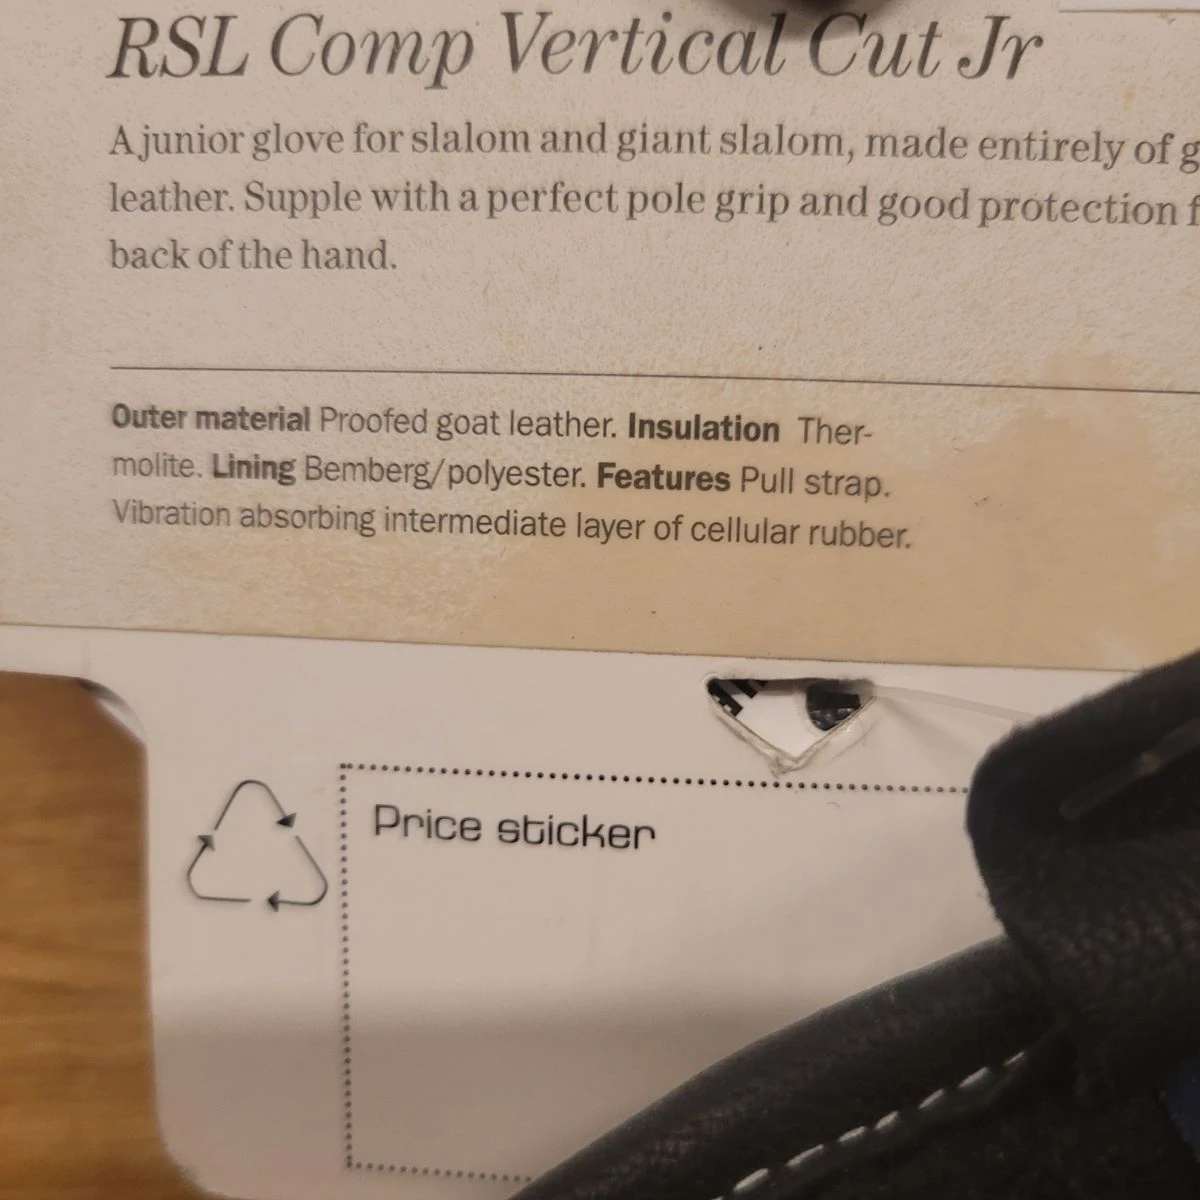 RSL Comp Vertical Cut Jr
A junior glove for slalom and giant slalom, made entirely of
leather. Supple with a perfect pole grip and good protection
back of the hand.
Outer material Proofed goat leather. Insulation Ther-
molite. Lining Bemberg/polyester. Features Pull strap.
Vibration absorbing intermediate layer of cellular rubber.
Price sticker